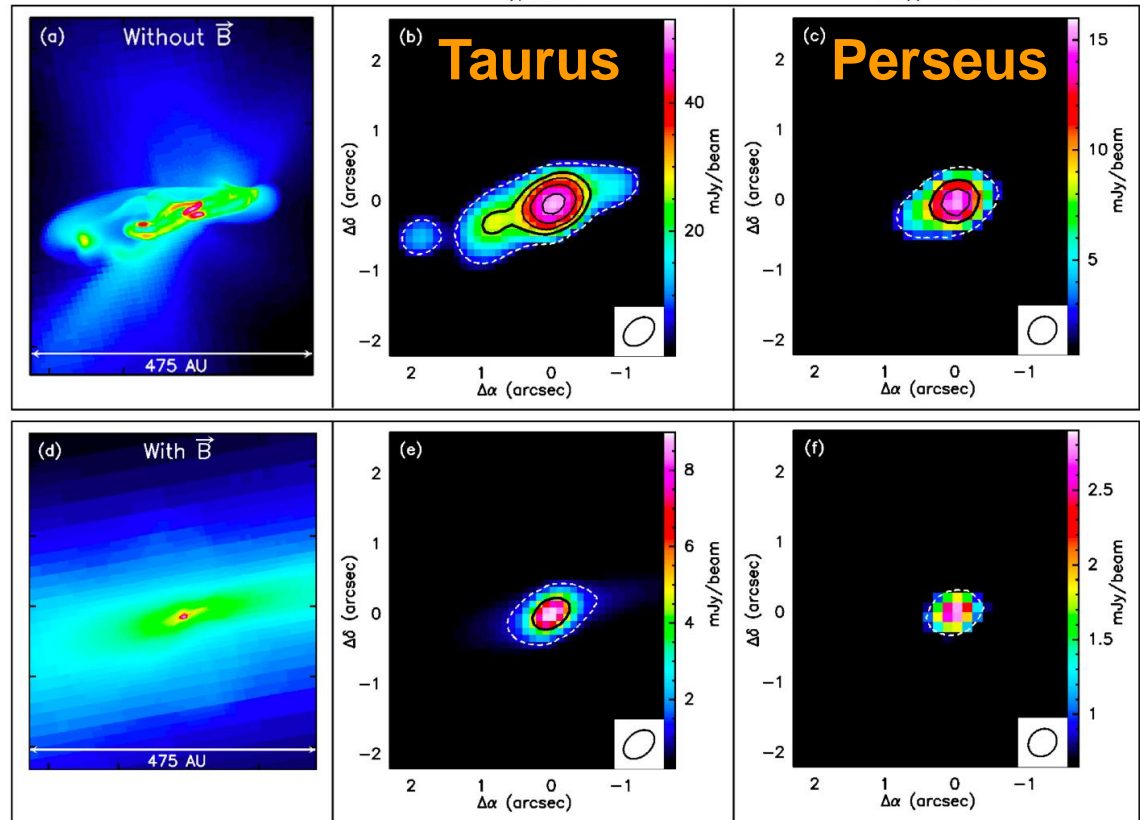 (a) Without B
475 AU
(b) Taurus
2
1
0
−1
−2
Δδ (arcsec)
2 1 0 −1
Δα (arcsec)
40
20
mJy/beam
(c) Perseus
2
1
0
−1
−2
Δδ (arcsec)
2 1 0 −1
Δα (arcsec)
15
10
5
mJy/beam
(d) With B
475 AU
(e)
2
1
0
−1
−2
Δδ (arcsec)
2 1 0 −1
Δα (arcsec)
8
6
4
2
mJy/beam
(f)
2
1
0
−1
−2
Δδ (arcsec)
2 1 0 −1
Δα (arcsec)
2.5
2
1.5
1
mJy/beam